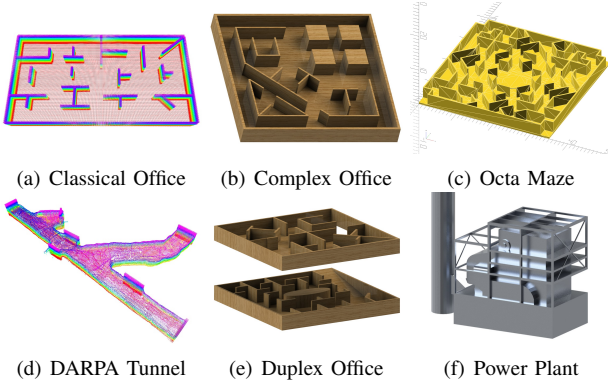 (a) Classical Office
(b) Complex Office
(c) Octa Maze
(d) DARPA Tunnel
(e) Duplex Office
(f) Power Plant